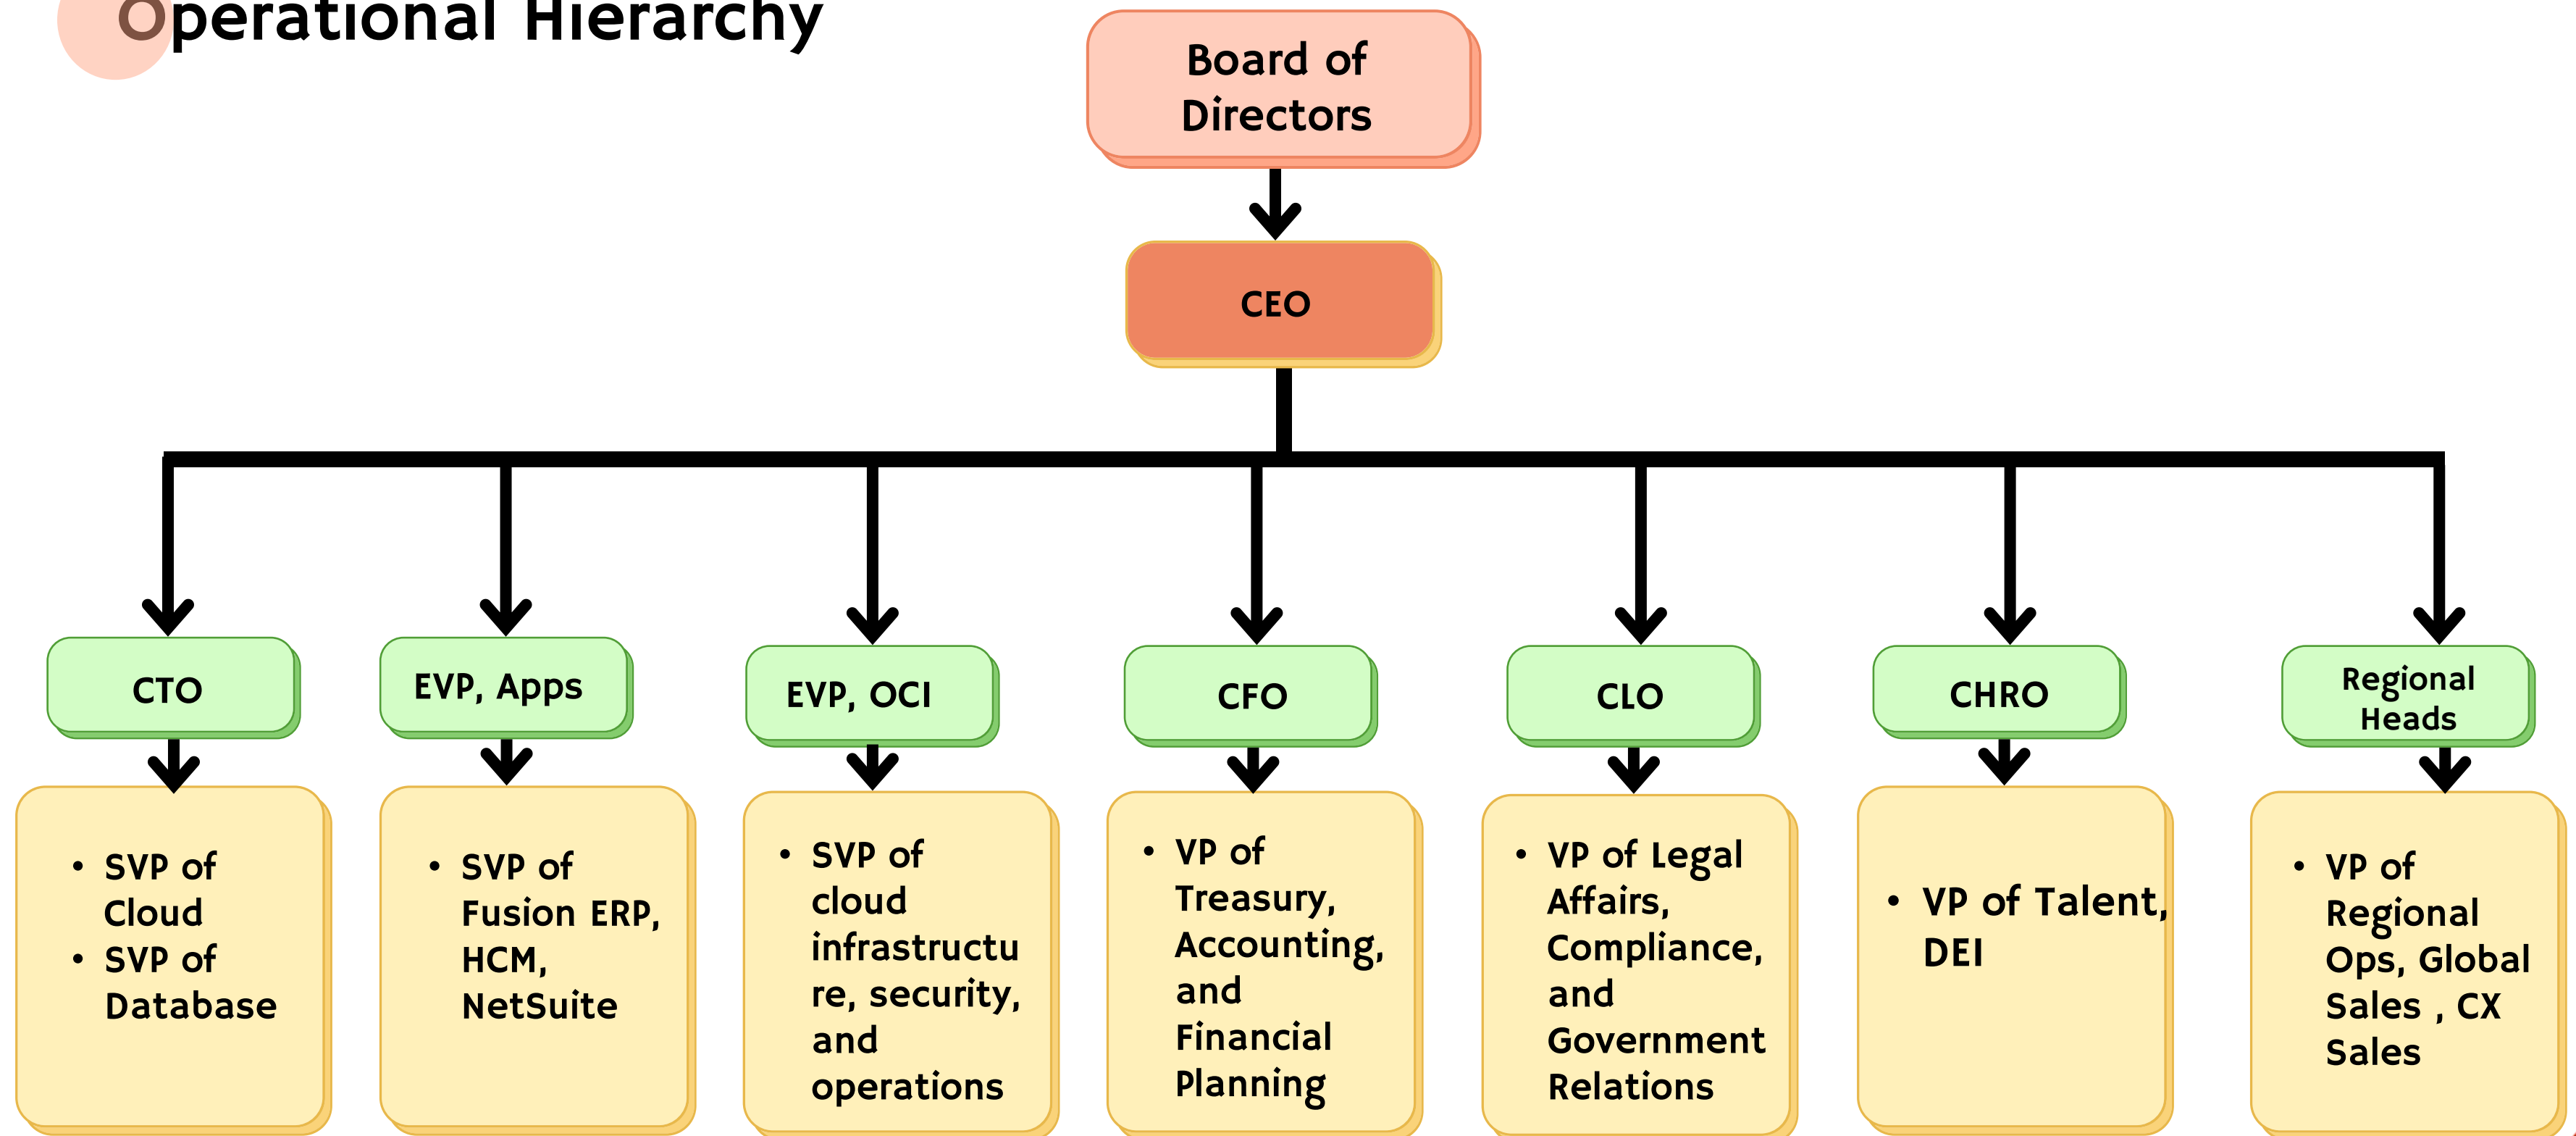 Operational Hierarchy
Board of
Directors
CEO
CTO
EVP, Apps
EVP, OCI
CFO
CLO
CHRO
Regional
Heads
• SVP of
Cloud
• SVP of
Database
• SVP of
Fusion ERP,
HCM,
NetSuite
• SVP of
cloud
infrastructu
re, security,
and
operations
• VP of
Treasury,
Accounting,
and
Financial
Planning
• VP of Legal
Affairs,
Compliance,
and
Government
Relations
• VP of Talent,
DEI
• VP of
Regional
Ops, Global
Sales , CX
Sales